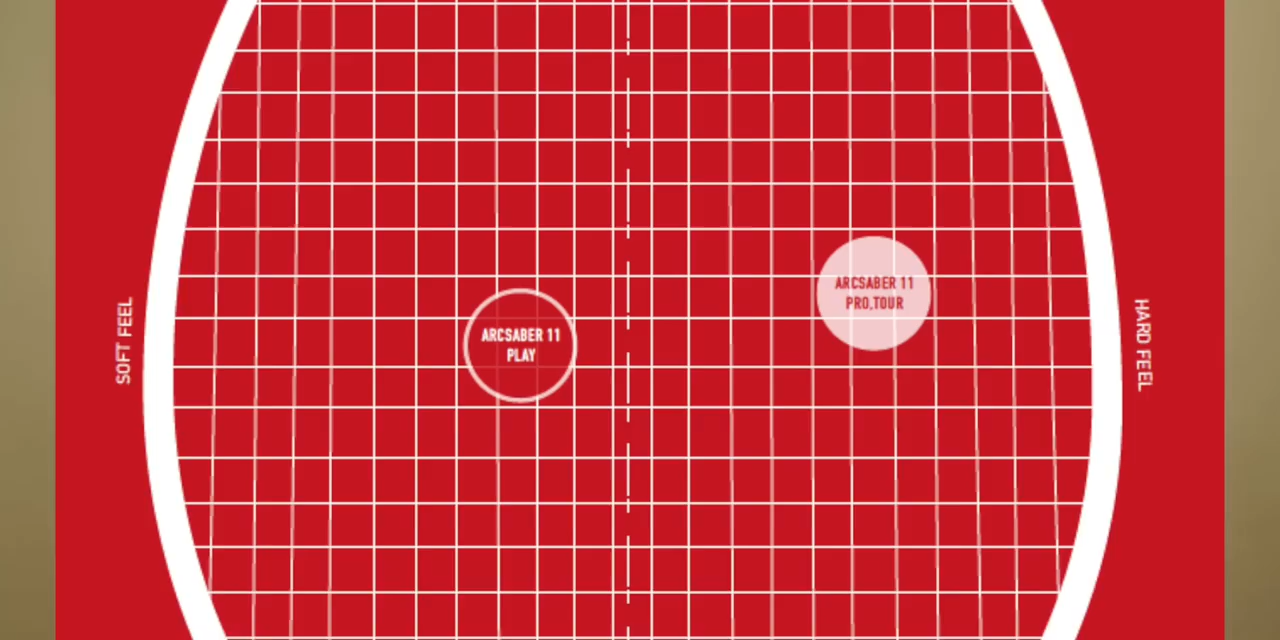 SOFT FEEL
ARCSABER 11
PLAY
ARCSABER 11
PRO,TOUR
HARD FEEL